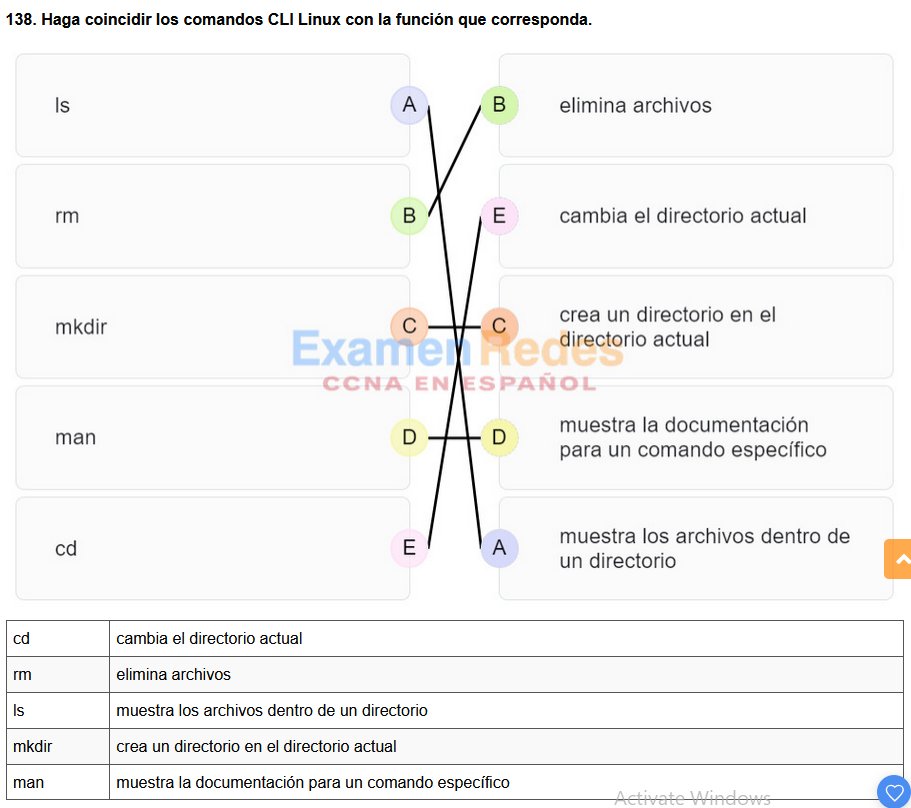 138. Haga coincidir los comandos CLI Linux con la función que corresponda.
ls A B elimina archivos
rm B E cambia el directorio actual
mkdir C C crea un directorio en el
directorio actual
ExamenRedes
CCNA EN ESPAÑOL
man D D muestra la documentación
para un comando específico
cd E A muestra los archivos dentro de
un directorio
cd cambia el directorio actual
rm elimina archivos
ls muestra los archivos dentro de un directorio
mkdir crea un directorio en el directorio actual
man muestra la documentación para un comando específico
Activate Windows